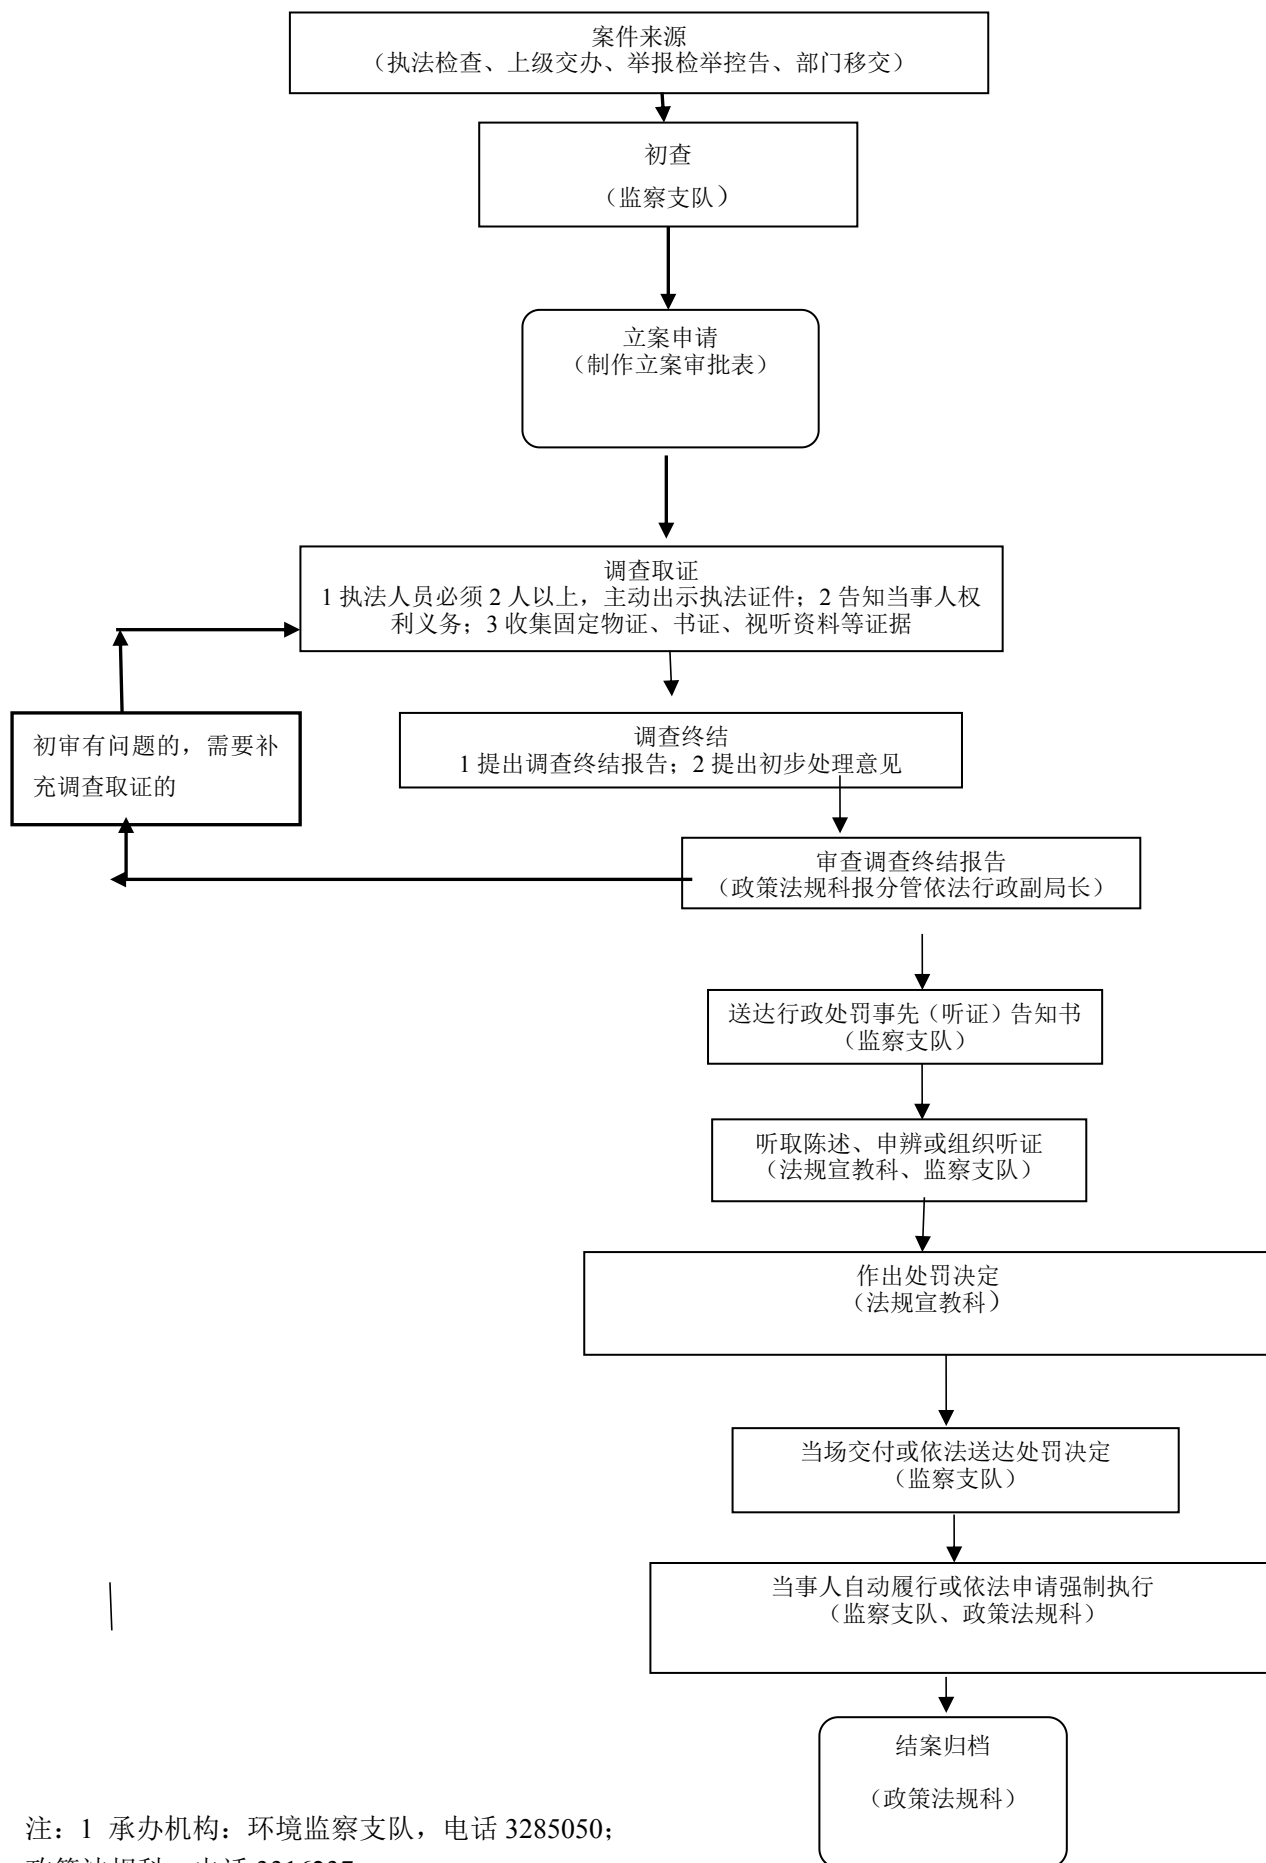 案件来源
（执法检查、上级交办、举报检举控告、部门移交）
初查
（监察支队）
立案申请
（制作立案审批表）
调查取证
1 执法人员必须 2 人以上，主动出示执法证件；2 告知当事人权
利义务；3 收集固定物证、书证、视听资料等证据
初审有问题的，需要补
充调查取证的
调查终结
1 提出调查终结报告；2 提出初步处理意见
审查调查终结报告
（政策法规科报分管依法行政副局长）
送达行政处罚事先（听证）告知书
（监察支队）
听取陈述、申辨或组织听证
（法规宣教科、监察支队）
作出处罚决定
（法规宣教科）
当场交付或依法送达处罚决定
（监察支队）
当事人自动履行或依法申请强制执行
（监察支队、政策法规科）
结案归档
（政策法规科）
注：1 承办机构：环境监察支队，电话 3285050；